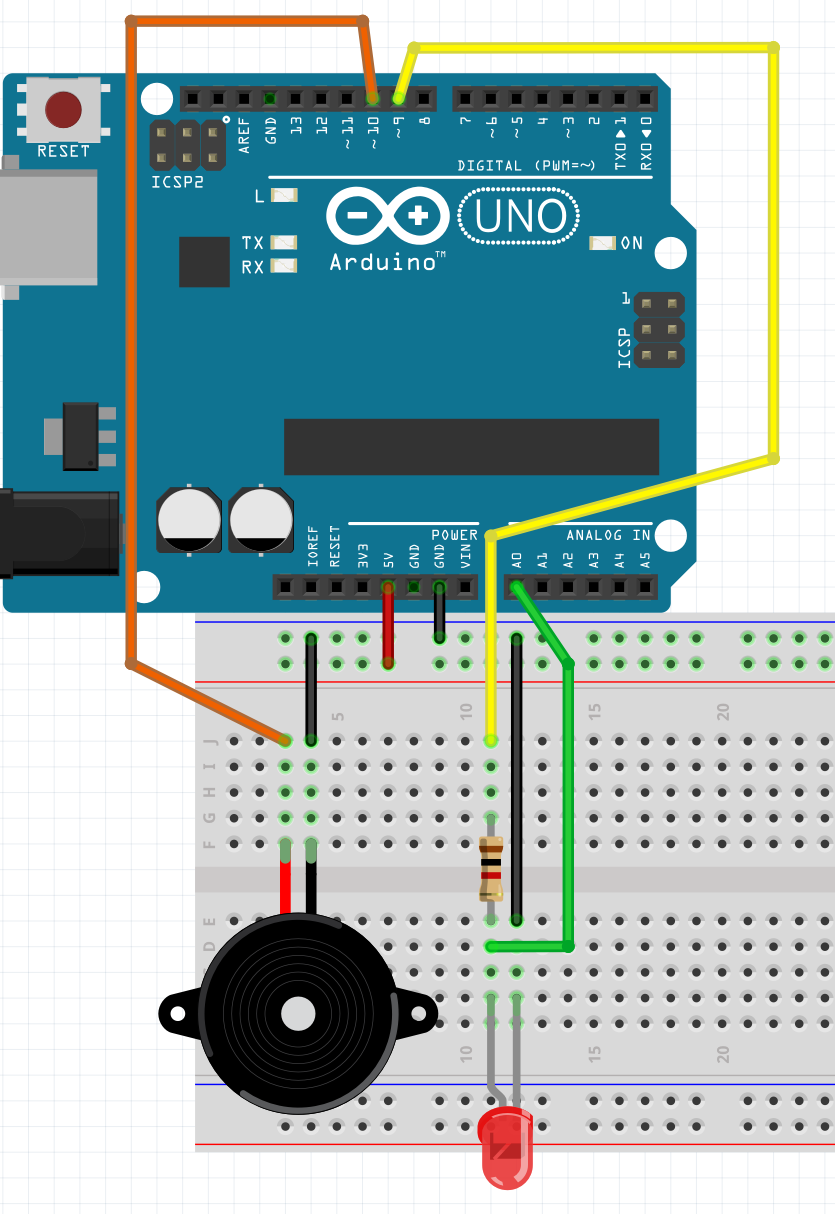 RESET
ICSP2
AREF
GND
13
12
~11
~10
~9
8
7
~6
~5
4
~3
2
TX0▶1
RX0◀0
DIGITAL (PWM=~)
L
TX
RX
UNO
Arduino™
ON
1
ICSP
POWER
ANALOG IN
IOREF
RESET
3V3
5V
GND
GND
VIN
A0
A1
A2
A3
A4
A5
5
10
15
20
J
I
H
G
F
E
D
10
15
20